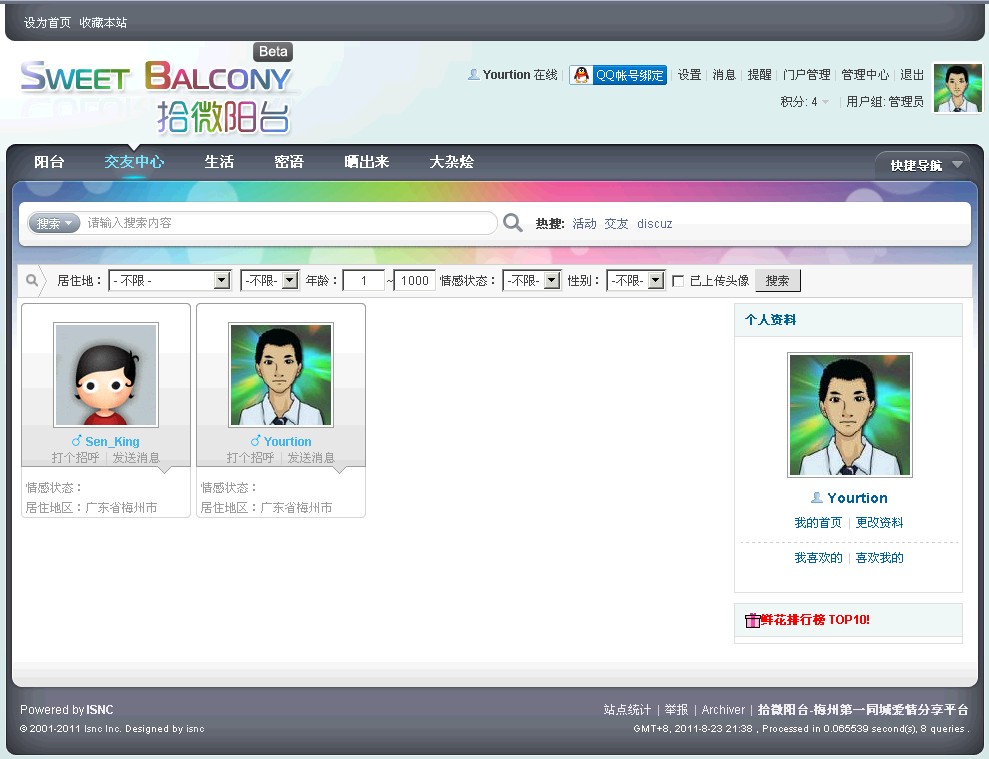 设为首页 收藏本站
Beta
SWEET BALCONY
拾微阳台
Yourtion 在线 | QQ帐号绑定 设置 | 消息 | 提醒 | 门户管理 | 管理中心 | 退出
积分: 4 | 用户组: 管理员
阳台 交友中心 生活 密语 晒出来 大杂烩 快捷导航
搜索 请输入搜索内容 热搜: 活动 交友 discuz
居住地： - 不限 - -不限- 年龄： 1 ~ 1000 情感状态： -不限- 性别： -不限- 已上传头像 搜索
Sen_King
打个招呼 | 发送消息
情感状态：
居住地区：广东省梅州市
Yourtion
打个招呼 | 发送消息
情感状态：
居住地区：广东省梅州市
个人资料
Yourtion
我的首页 | 更改资料
我喜欢的 | 喜欢我的
鲜花排行榜 TOP10!
Powered by ISNC
© 2001-2011 Isnc Inc. Designed by isnc
站点统计 | 举报 | Archiver | 拾微阳台-梅州第一同城爱情分享平台
GMT+8, 2011-8-23 21:38 , Processed in 0.065539 second(s), 8 queries .